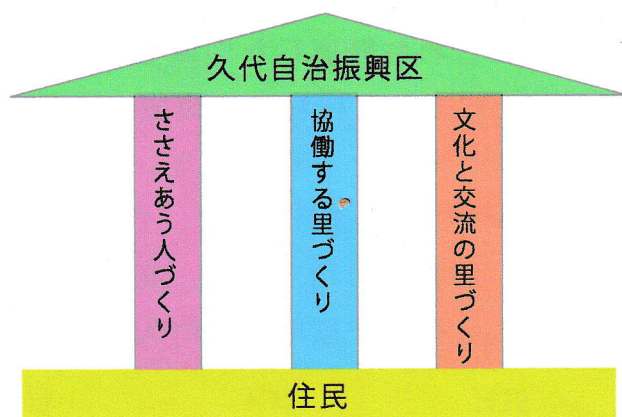 久代自治振興区
ささえあう人づくり
協働する里づくり
文化と交流の里づくり
住民